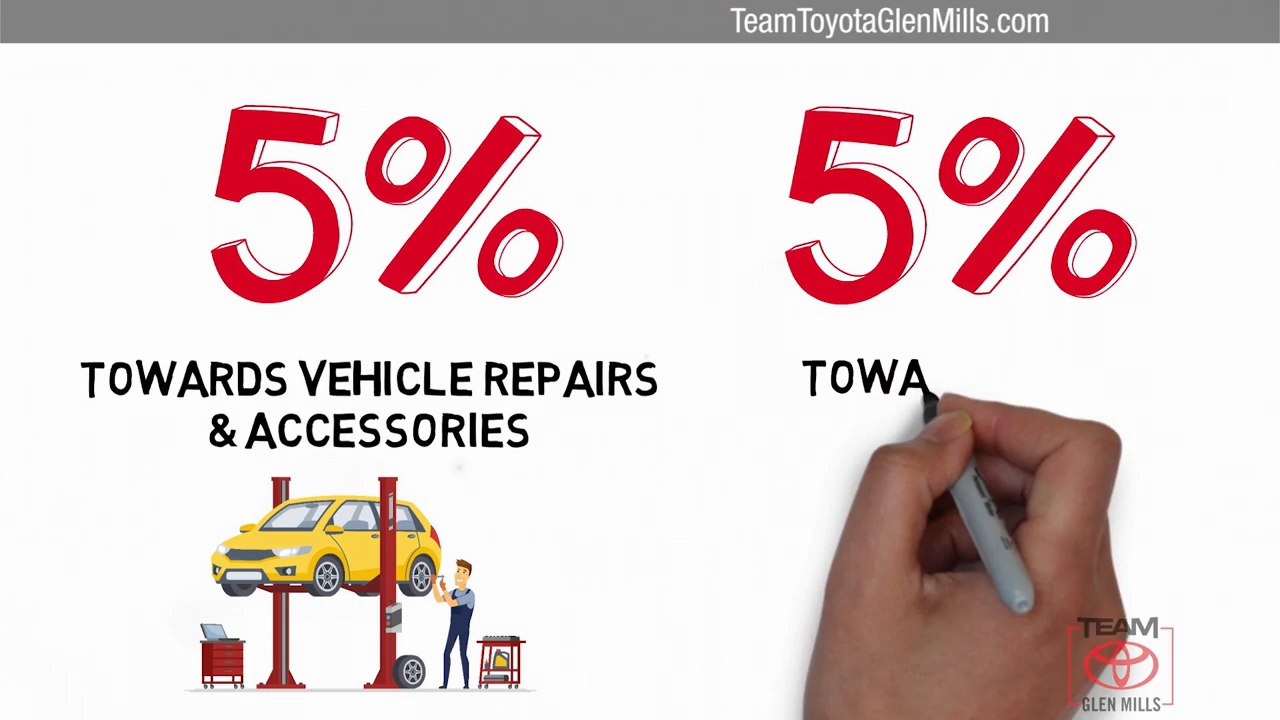 TeamToyotaGlenMills.com
5%
TOWARDS VEHICLE REPAIRS
& ACCESSORIES
5%
TOWA
TEAM
GLEN MILLS